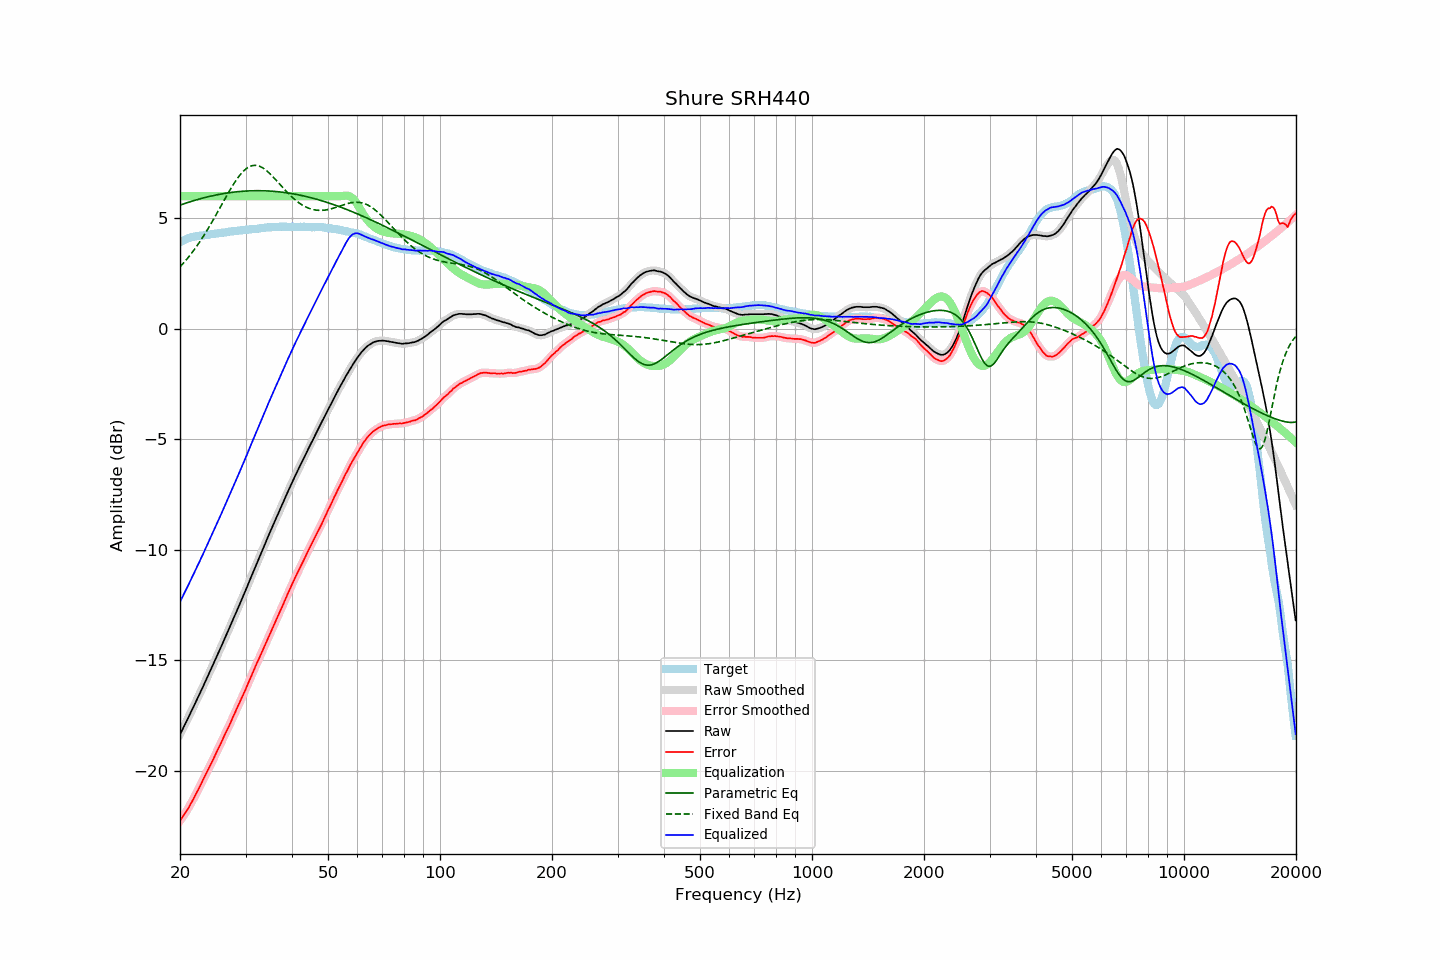 Shure SRH440
Amplitude (dBr)
5
0
−5
−10
−15
−20
Target
Raw Smoothed
Error Smoothed
Raw
Error
Equalization
Parametric Eq
Fixed Band Eq
Equalized
20 50 100 200 500 1000 2000 5000 10000 20000
Frequency (Hz)